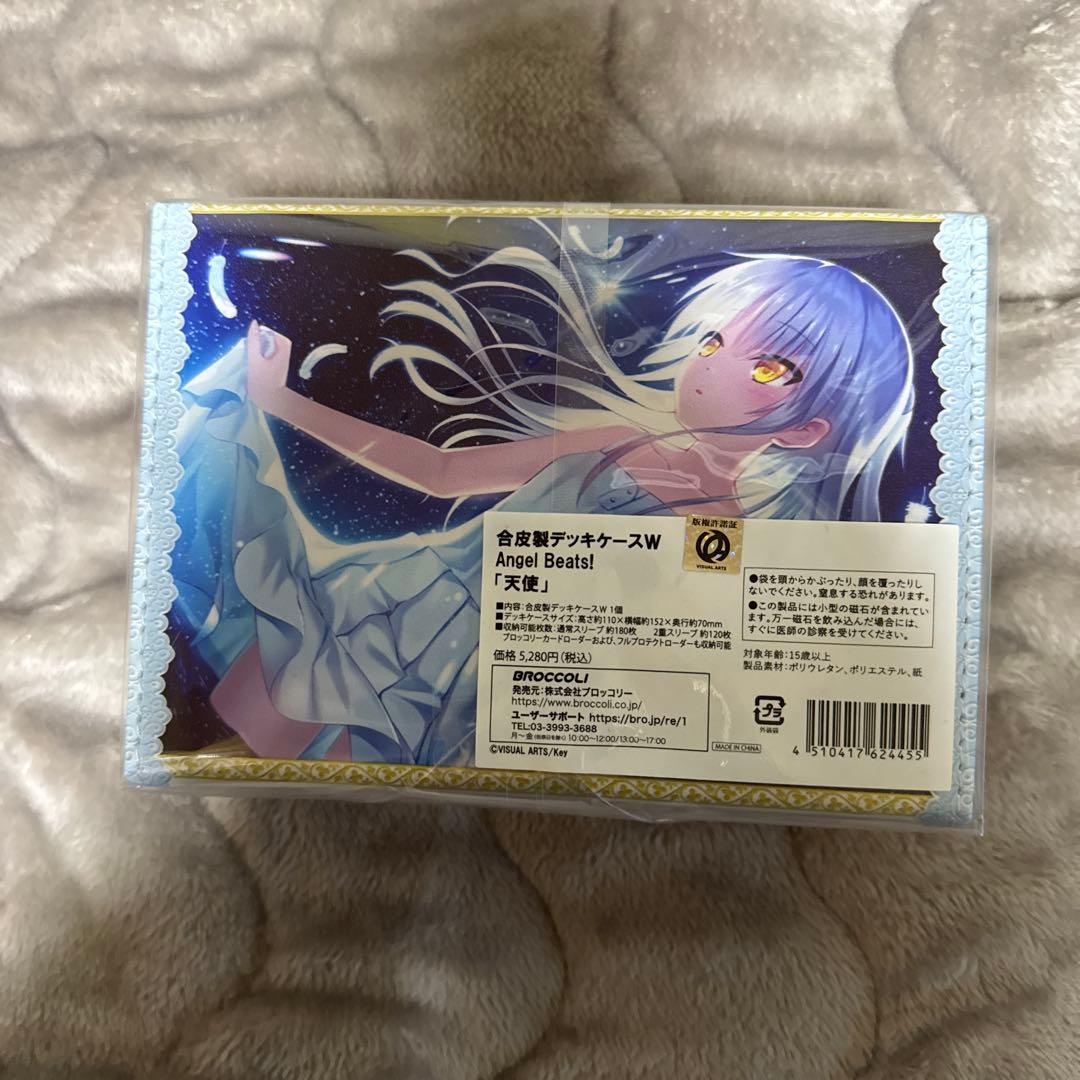 合皮製デッキケースW
Angel Beats!
「天使」
版権許諾証
VISUAL ARTS
■内容:合皮製デッキケースW 1個
■デッキケースサイズ:高さ約110×横幅約152×奥行約70mm
■収納可能枚数:通常スリーブ 約180枚 2重スリーブ 約120枚
ブロッコリーカードローダーおよび、フルプロテクトローダーも収納可能
価格 5,280円(税込)
BROCCOLI
発売元:株式会社ブロッコリー
https://www.broccoli.co.jp/
ユーザーサポート https://bro.jp/re/1
TEL:03-3993-3688
月~金(祝祭日を除く) 10:00~12:00/13:00~17:00
©VISUAL ARTS/Key
MADE IN CHINA
●袋を頭からかぶったり、顔を覆ったりし
ないでください。窒息する恐れがあります。
●この製品には小型の磁石が含まれてい
ます。万一磁石を飲み込んだ場合には、
すぐに医師の診察を受けてください。
対象年齢:15歳以上
製品素材:ポリウレタン、ポリエステル、紙
プラ
外装袋
4 510417 624455